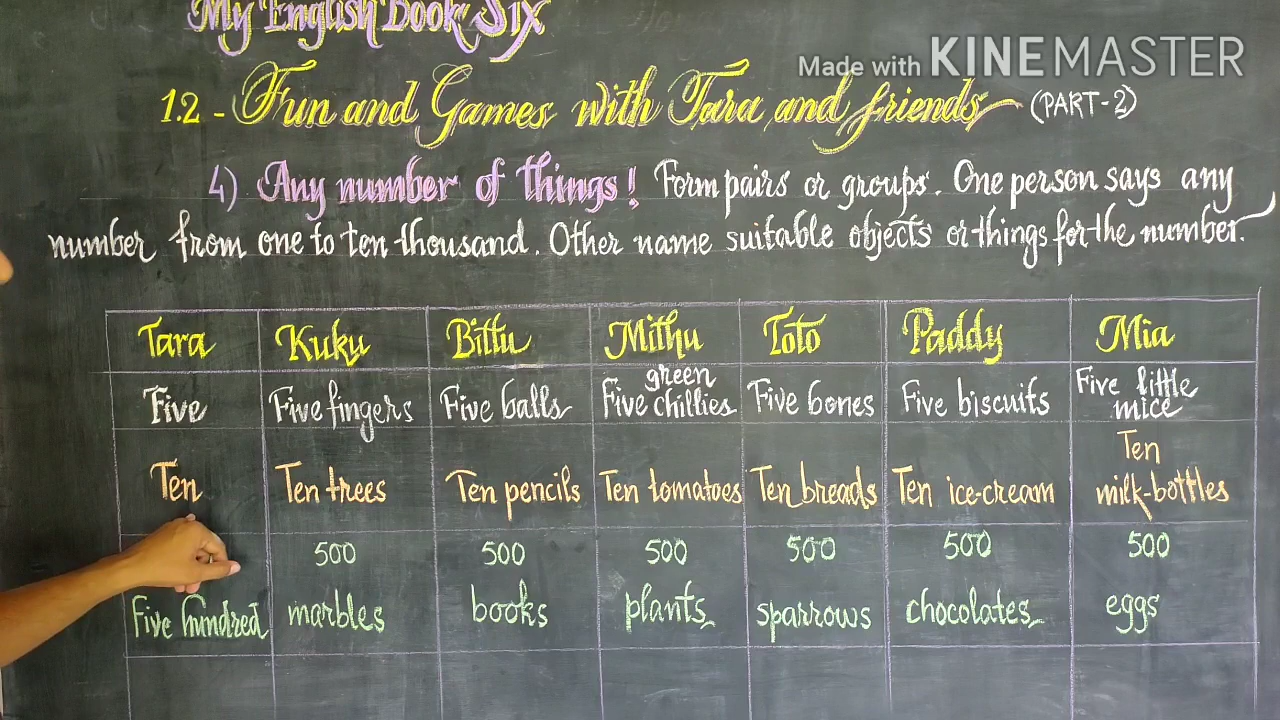 My English Book Six
Made with KINEMASTER
1.2 - Fun and Games with Tara and friends (PART-2)
4) Any number of things! Form pairs or groups. One person says any
number from one to ten thousand. Other name suitable objects or things for the number.
Tara Kuku Bittu Mithu Toto Paddy Mia
Five Five fingers Five balls Five green chillies Five bones Five biscuits Five little mice
Ten Ten trees Ten pencils Ten tomatoes Ten breads Ten ice-cream Ten milk-bottles
Five hundred 500 marbles 500 books 500 plants 500 sparrows 500 chocolates 500 eggs